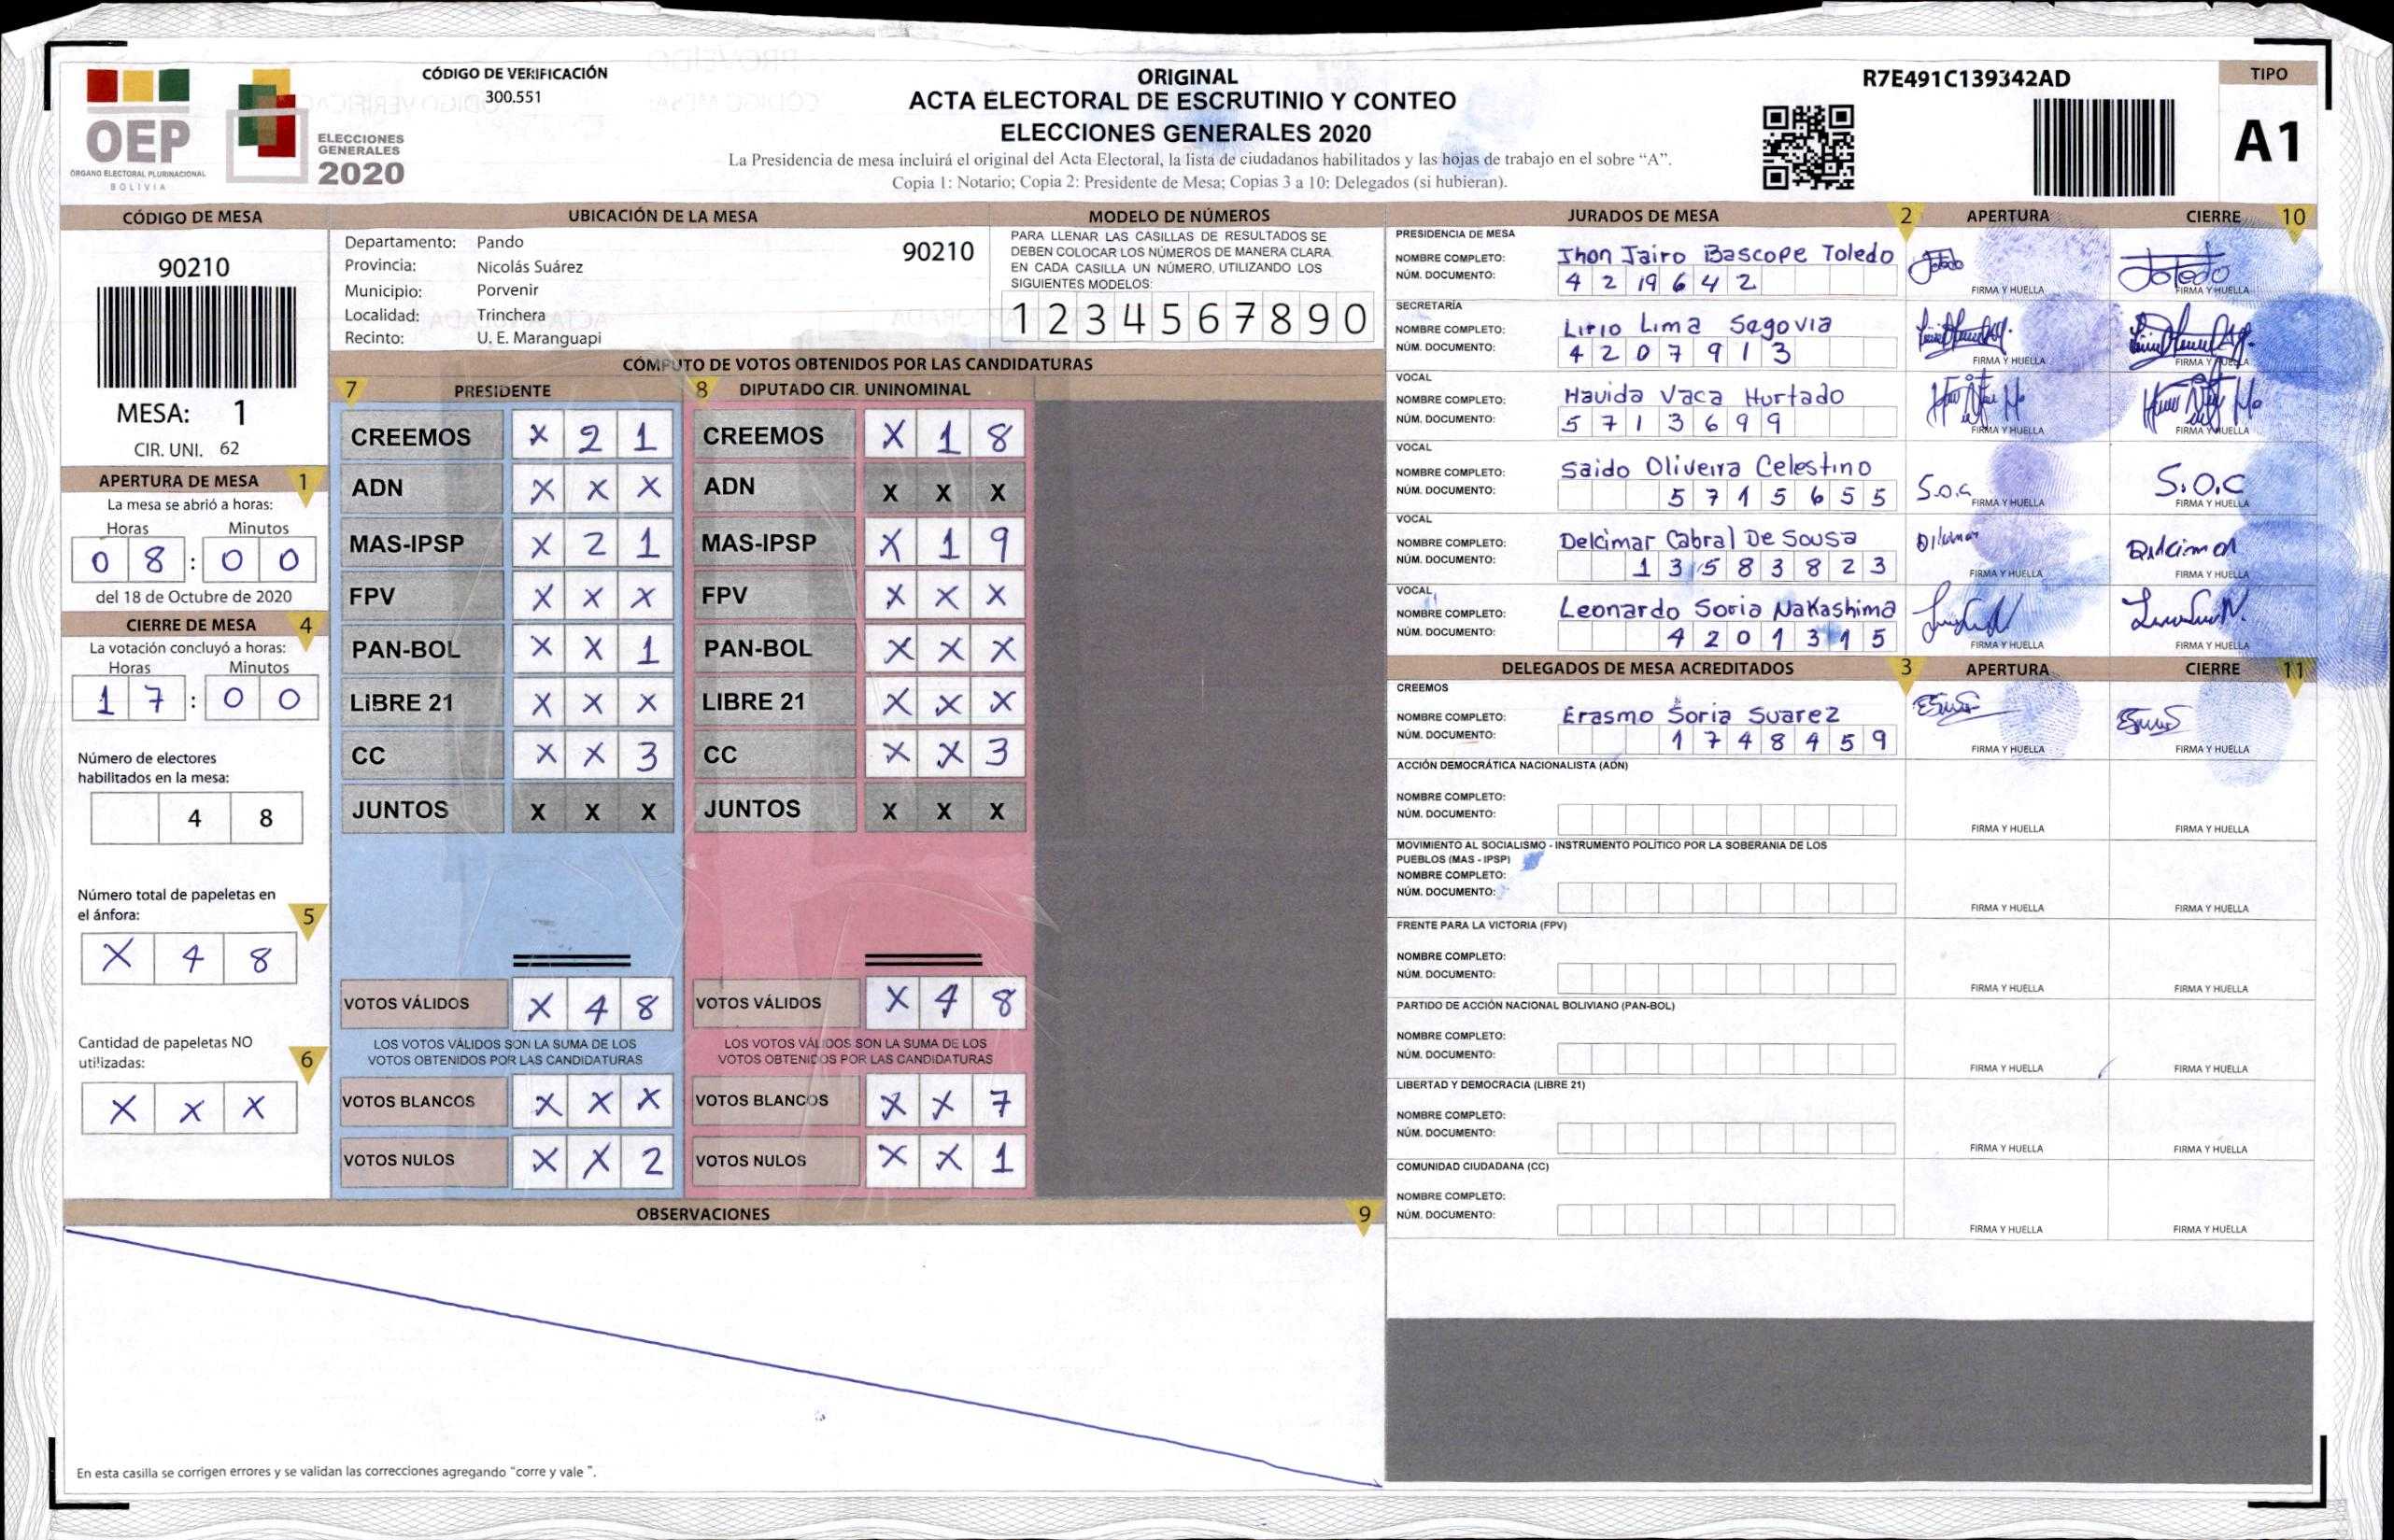 OEP
ÓRGANO ELECTORAL PLURINACIONAL
BOLIVIA
ELECCIONES
GENERALES
2020
CÓDIGO DE VERIFICACIÓN
300.551
ORIGINAL
ACTA ELECTORAL DE ESCRUTINIO Y CONTEO
ELECCIONES GENERALES 2020
La Presidencia de mesa incluirá el original del Acta Electoral, la lista de ciudadanos habilitados y las hojas de trabajo en el sobre “A”.
Copia 1: Notario; Copia 2: Presidente de Mesa; Copias 3 a 10: Delegados (si hubieran).
R7E491C139342AD
TIPO
A1
CÓDIGO DE MESA
90210
MESA: 1
CIR. UNI. 62
APERTURA DE MESA 1
La mesa se abrió a horas:
Horas Minutos
0 8 : 0 0
del 18 de Octubre de 2020
CIERRE DE MESA 4
La votación concluyó a horas:
Horas Minutos
1 7 : 0 0
Número de electores
habilitados en la mesa:
4 8
Número total de papeletas en
el ánfora: 5
X 4 8
Cantidad de papeletas NO
utilizadas: 6
X X X
UBICACIÓN DE LA MESA
Departamento: Pando
90210
Provincia: Nicolás Suárez
Municipio: Porvenir
Localidad: Trinchera
Recinto: U. E. Maranguapi
MODELO DE NÚMEROS
PARA LLENAR LAS CASILLAS DE RESULTADOS SE
DEBEN COLOCAR LOS NÚMEROS DE MANERA CLARA.
EN CADA CASILLA UN NÚMERO, UTILIZANDO LOS
SIGUIENTES MODELOS:
1 2 3 4 5 6 7 8 9 0
CÓMPUTO DE VOTOS OBTENIDOS POR LAS CANDIDATURAS
7 PRESIDENTE
CREEMOS X 2 1
ADN X X X
MAS-IPSP X 2 1
FPV X X X
PAN-BOL X X 1
LIBRE 21 X X X
CC X X 3
JUNTOS X X X
VOTOS VÁLIDOS X 4 8
LOS VOTOS VÁLIDOS SON LA SUMA DE LOS
VOTOS OBTENIDOS POR LAS CANDIDATURAS
VOTOS BLANCOS X X X
VOTOS NULOS X X 2
8 DIPUTADO CIR. UNINOMINAL
CREEMOS X 1 8
ADN X X X
MAS-IPSP X 1 9
FPV X X X
PAN-BOL X X X
LIBRE 21 X X X
CC X X 3
JUNTOS X X X
VOTOS VÁLIDOS X 4 8
LOS VOTOS VÁLIDOS SON LA SUMA DE LOS
VOTOS OBTENIDOS POR LAS CANDIDATURAS
VOTOS BLANCOS X X 7
VOTOS NULOS X X 1
OBSERVACIONES 9
En esta casilla se corrigen errores y se validan las correcciones agregando “corre y vale ”.
JURADOS DE MESA 2 APERTURA CIERRE 10
PRESIDENCIA DE MESA
NOMBRE COMPLETO: Jhon Jairo Bascope Toledo
NÚM. DOCUMENTO: 4 2 19 6 4 2
Toledo
FIRMA Y HUELLA FIRMA Y HUELLA
SECRETARÍA
NOMBRE COMPLETO: Lirio Lima Segovia
NÚM. DOCUMENTO: 4 2 0 7 9 1 3
FIRMA Y HUELLA FIRMA Y HUELLA
VOCAL
NOMBRE COMPLETO: Havida Vaca Hurtado
NÚM. DOCUMENTO: 5 7 1 3 6 9 9
FIRMA Y HUELLA FIRMA Y HUELLA
VOCAL
NOMBRE COMPLETO: Saido Oliveira Celestino
NÚM. DOCUMENTO: 5 7 1 5 6 5 5
S.O.C S.O.C
FIRMA Y HUELLA FIRMA Y HUELLA
VOCAL
NOMBRE COMPLETO: Delcimar Cabral De Sousa
NÚM. DOCUMENTO: 1 3 5 8 3 8 2 3
FIRMA Y HUELLA FIRMA Y HUELLA
VOCAL
NOMBRE COMPLETO: Leonardo Soria Nakashima
NÚM. DOCUMENTO: 4 2 0 1 3 1 5
FIRMA Y HUELLA FIRMA Y HUELLA
DELEGADOS DE MESA ACREDITADOS 3 APERTURA CIERRE 11
CREEMOS
NOMBRE COMPLETO: Erasmo Soria Suarez
NÚM. DOCUMENTO: 1 7 4 8 4 5 9
FIRMA Y HUELLA FIRMA Y HUELLA
ACCIÓN DEMOCRÁTICA NACIONALISTA (ADN)
NOMBRE COMPLETO:
NÚM. DOCUMENTO:
FIRMA Y HUELLA FIRMA Y HUELLA
MOVIMIENTO AL SOCIALISMO - INSTRUMENTO POLÍTICO POR LA SOBERANIA DE LOS
PUEBLOS (MAS - IPSP)
NOMBRE COMPLETO:
NÚM. DOCUMENTO:
FIRMA Y HUELLA FIRMA Y HUELLA
FRENTE PARA LA VICTORIA (FPV)
NOMBRE COMPLETO:
NÚM. DOCUMENTO:
FIRMA Y HUELLA FIRMA Y HUELLA
PARTIDO DE ACCIÓN NACIONAL BOLIVIANO (PAN-BOL)
NOMBRE COMPLETO:
NÚM. DOCUMENTO:
FIRMA Y HUELLA FIRMA Y HUELLA
LIBERTAD Y DEMOCRACIA (LIBRE 21)
NOMBRE COMPLETO:
NÚM. DOCUMENTO:
FIRMA Y HUELLA FIRMA Y HUELLA
COMUNIDAD CIUDADANA (CC)
NOMBRE COMPLETO:
NÚM. DOCUMENTO:
FIRMA Y HUELLA FIRMA Y HUELLA